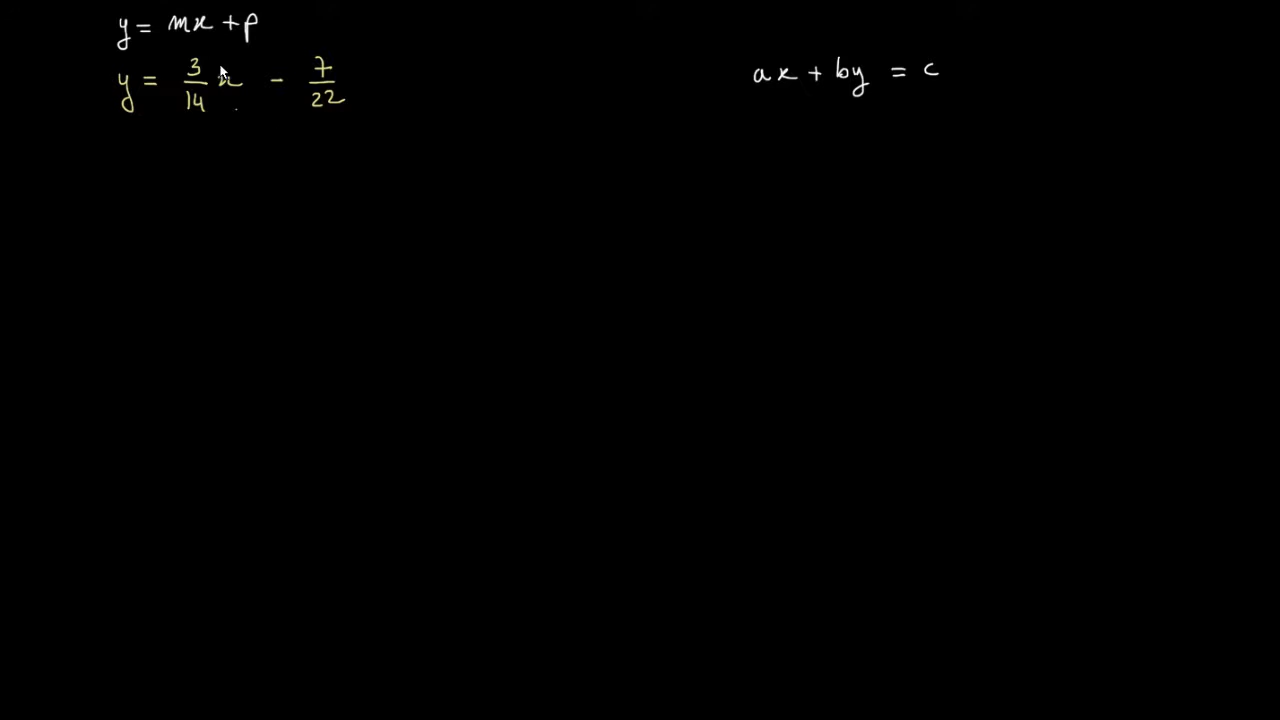 y = mx + p
y = 3/14 x - 7/22
ax + by = c